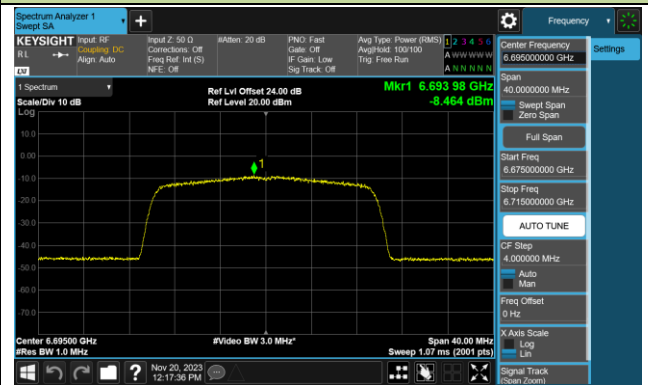 Spectrum Analyzer 1
Swept SA
+
Frequency
KEYSIGHT
Input: RF
Input Z: 50 Ω
#Atten: 20 dB
PNO: Fast
Avg Type: Power (RMS)
1 2 3 4 5 6
RL
Coupling: DC
Corrections: Off
Gate: Off
Avg|Hold: 100/100
A W W W W W
Align: Auto
Freq Ref: Int (S)
IF Gain: Low
Trig: Free Run
NFE: Off
Sig Track: Off
A N N N N N
LXI
1 Spectrum
Ref Lvl Offset 24.00 dB
Mkr1 6.693 98 GHz
Scale/Div 10 dB
Ref Level 20.00 dBm
-8.464 dBm
Log
10.0
0.00
-10.0
-20.0
-30.0
-40.0
-50.0
-60.0
-70.0
1
Center 6.69500 GHz
#Video BW 3.0 MHz*
Span 40.00 MHz
#Res BW 1.0 MHz
Sweep 1.07 ms (2001 pts)
?
Nov 20, 2023
12:17:36 PM
Center Frequency
6.695000000 GHz
Settings
Span
40.0000000 MHz
Swept Span
Zero Span
Full Span
Start Freq
6.675000000 GHz
Stop Freq
6.715000000 GHz
AUTO TUNE
CF Step
4.000000 MHz
Auto
Man
Freq Offset
0 Hz
X Axis Scale
Log
Lin
Signal Track
(Span Zoom)